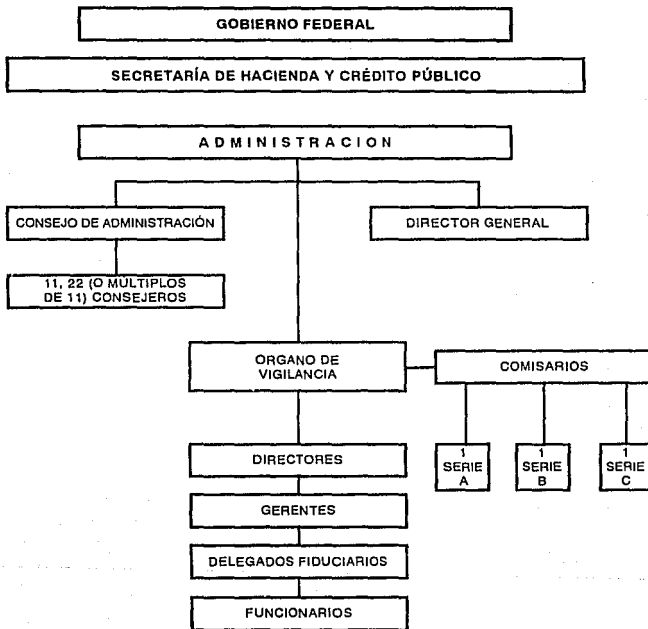 GOBIERNO FEDERAL
SECRETARÍA DE HACIENDA Y CRÉDITO PÚBLICO
ADMINISTRACION
CONSEJO DE ADMINISTRACIÓN
DIRECTOR GENERAL
11, 22 (O MULTIPLOS
DE 11) CONSEJEROS
ORGANO DE
VIGILANCIA
COMISARIOS
1
SERIE
A
1
SERIE
B
1
SERIE
C
DIRECTORES
GERENTES
DELEGADOS FIDUCIARIOS
FUNCIONARIOS